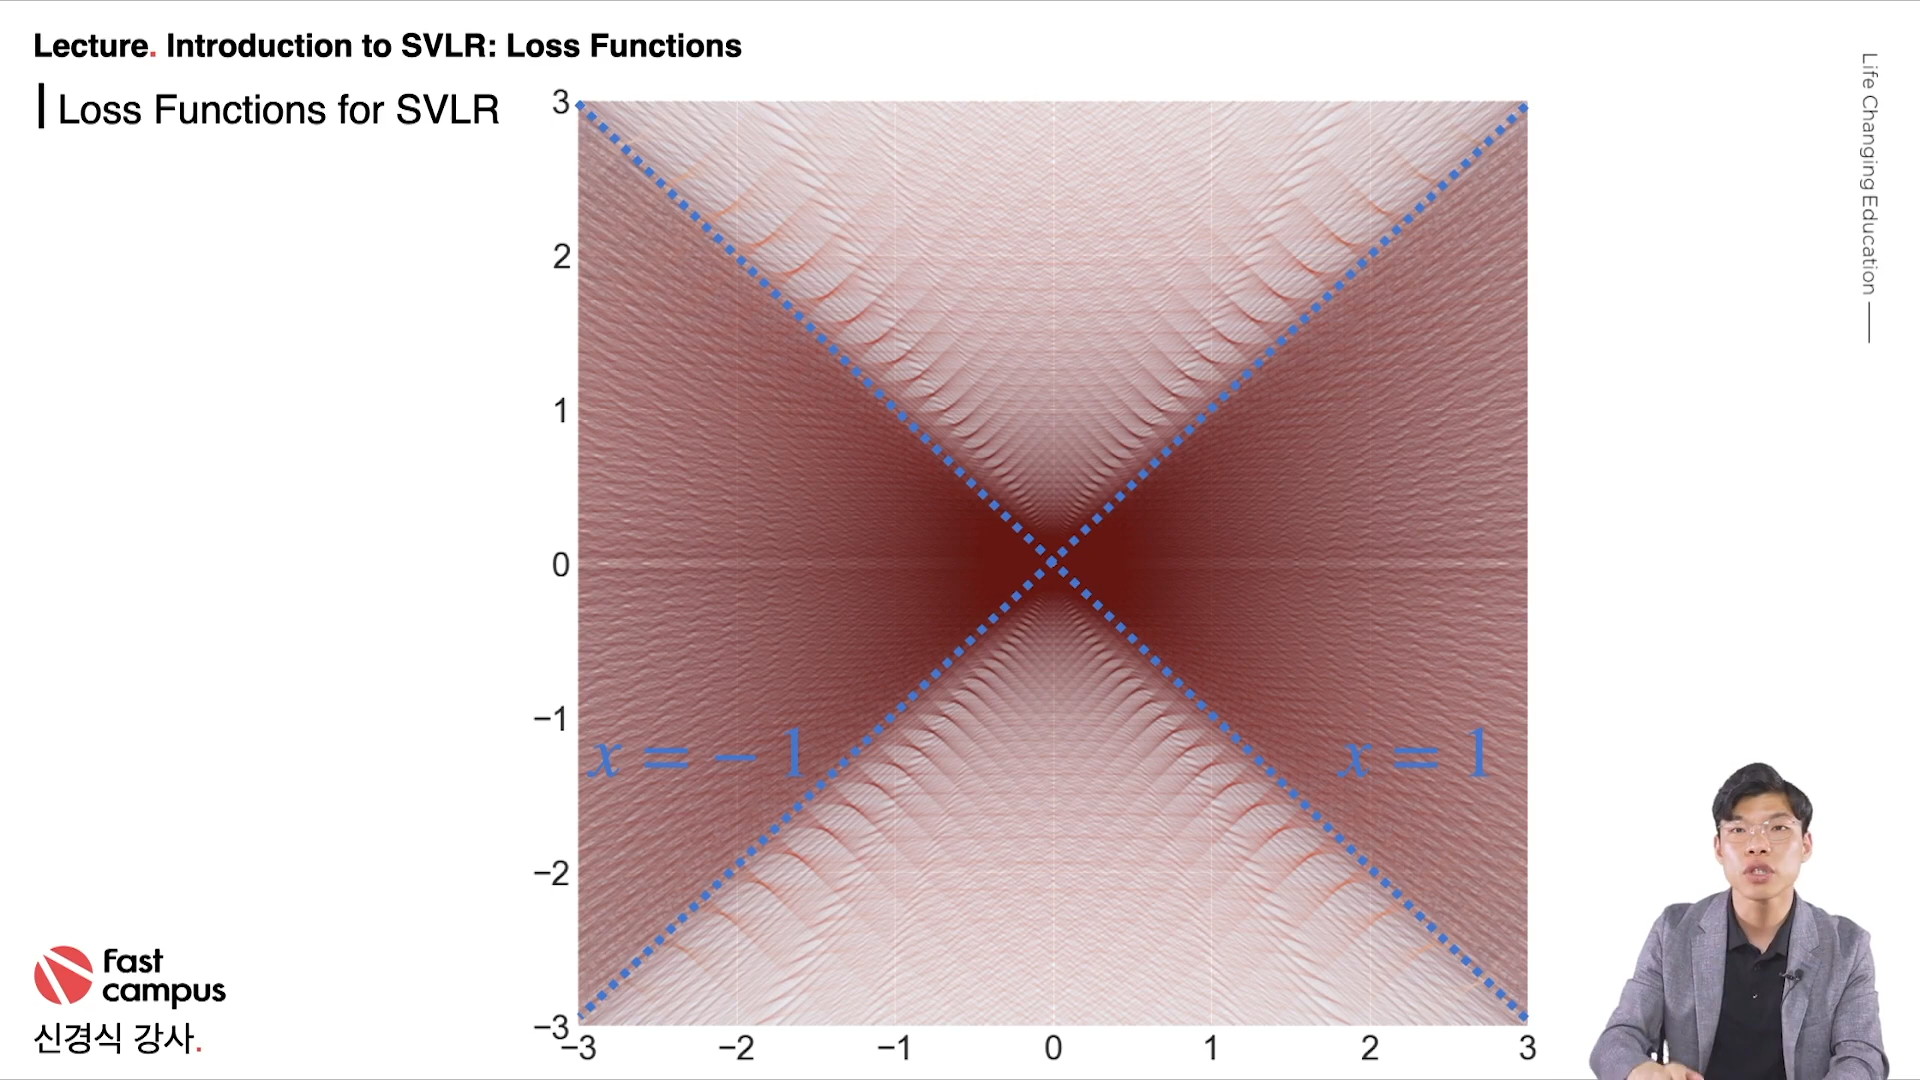 Lecture. Introduction to SVLR: Loss Functions
Loss Functions for SVLR
Life Changing Education
3
2
1
0
−1
−2
−3
x = − 1
x = 1
−3 −2 −1 0 1 2 3
fast
campus
신경식 강사.